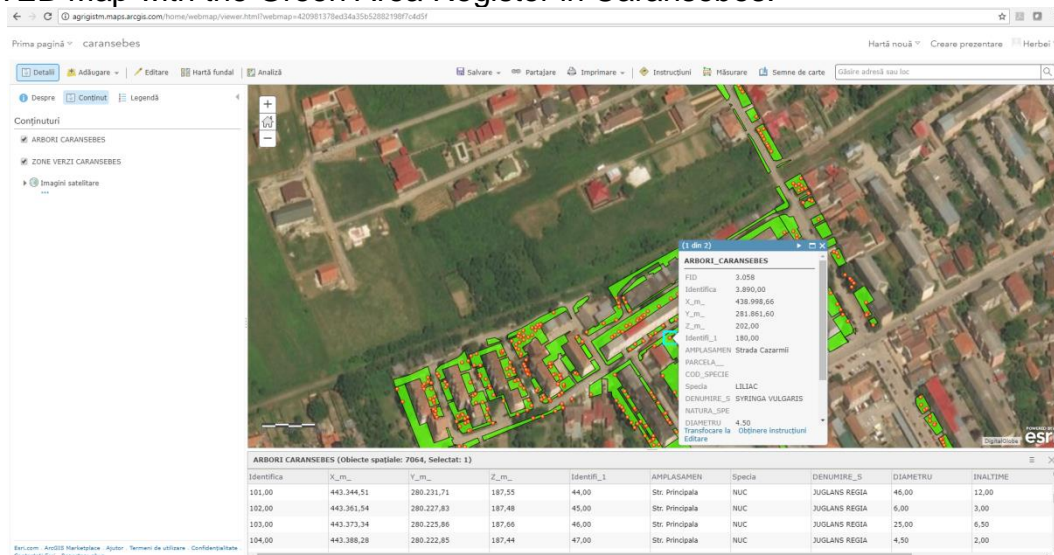 TED map with the Green Area Register in Caransebes.
agrigistm.maps.arcgis.com/home/webmap/viewer.html?webmap=420981378ed34a35b52882198f7c4d5f
Prima pagină caransebes Hartă nouă Creare prezentare Herbei
Detalii Adăugare Editare Hartă fundal Analiză Salvare Partajare Imprimare Instrucțiuni Măsurare Semne de carte Găsire adresă sau loc
Despre Conținut Legendă
Conținuturi
ARBORI CARANSEBES
ZONE VERZI CARANSEBES
Imagini satelitare
+
−
(1 din 2)
ARBORI_CARANSEBES
FID 3.058
Identifica 3.890,00
X_m_ 438.998,66
Y_m_ 281.861,60
Z_m_ 202,00
Identifi_1 180,00
AMPLASAMEN Strada Cazarmii
PARCELA__
COD_SPECIE
Specia LILIAC
DENUMIRE_S SYRINGA VULGARIS
NATURA_SPE
DIAMETRU 4.50
Transfocare la Obținere instrucțiuni
Editare
DigitalGlobe
POWERED BY
esri
ARBORI CARANSEBES (Obiecte spațiale: 7064, Selectat: 1)
Identifica X_m_ Y_m_ Z_m_ Identifi_1 AMPLASAMEN Specia DENUMIRE_S DIAMETRU INALTIME
101,00 443.344,51 280.231,71 187,55 44,00 Str. Principala NUC JUGLANS REGIA 46,00 12,00
102,00 443.361,54 280.227,83 187,48 45,00 Str. Principala NUC JUGLANS REGIA 6,00 3,00
103,00 443.373,34 280.225,86 187,66 46,00 Str. Principala NUC JUGLANS REGIA 25,00 6,50
104,00 443.388,28 280.222,85 187,44 47,00 Str. Principala NUC JUGLANS REGIA 4,50 2,00
Esri.com . ArcGIS Marketplace . Ajutor . Termeni de utilizare . Confidențialitate .